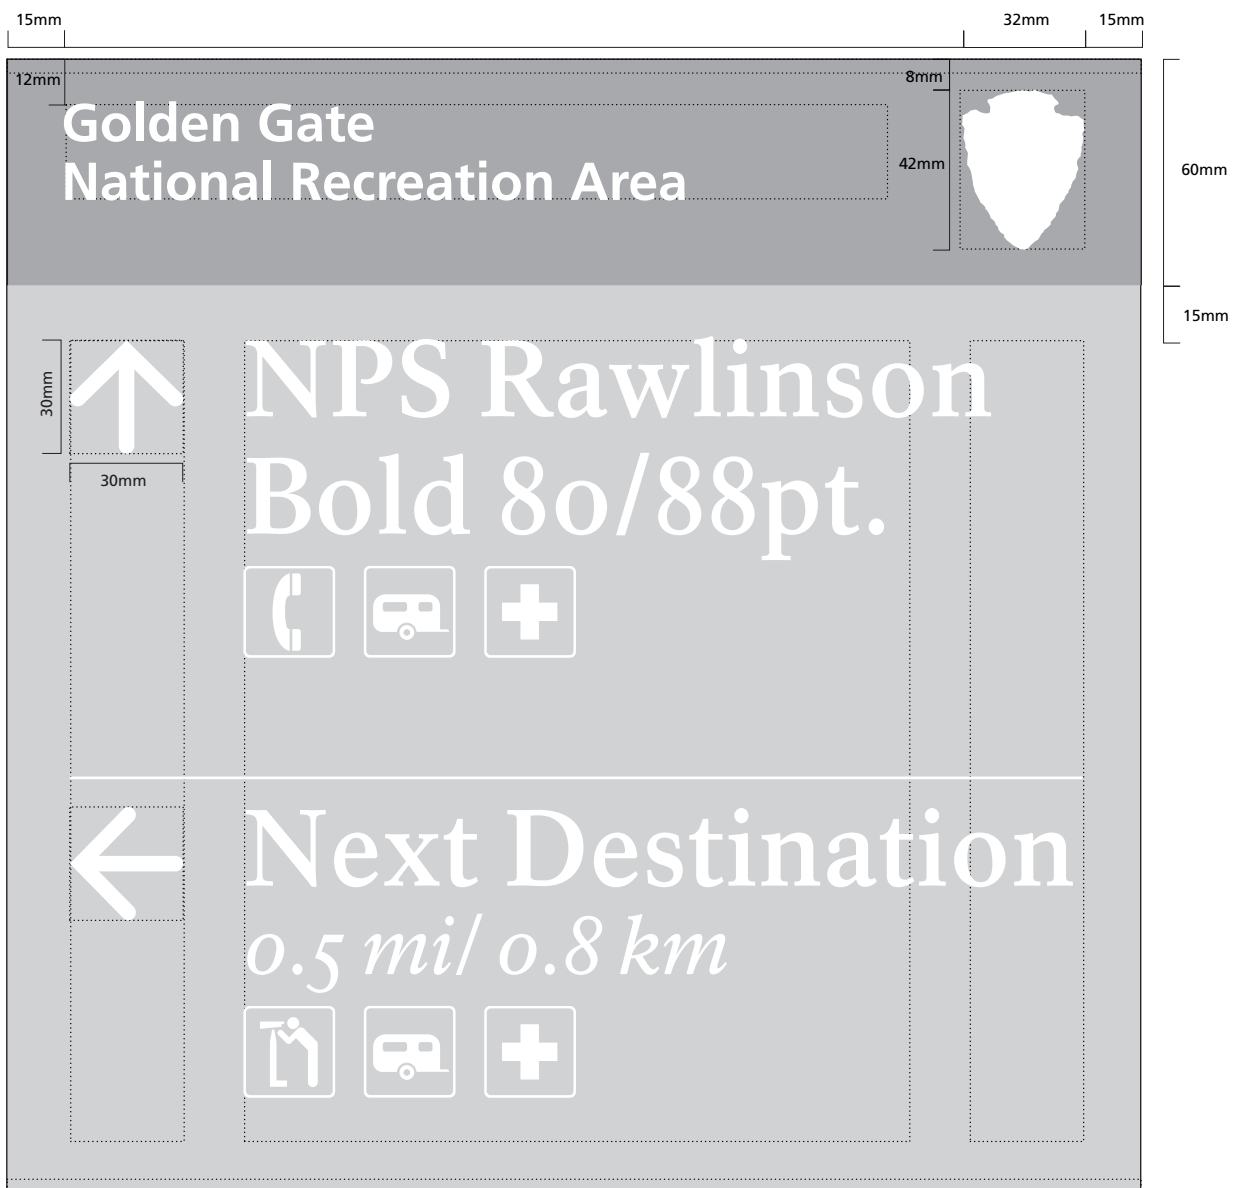 15mm 32mm 15mm
12mm 8mm
Golden Gate
National Recreation Area
42mm
60mm
15mm
30mm
30mm
NPS Rawlinson
Bold 80/88pt.
Next Destination
0.5 mi/ 0.8 km